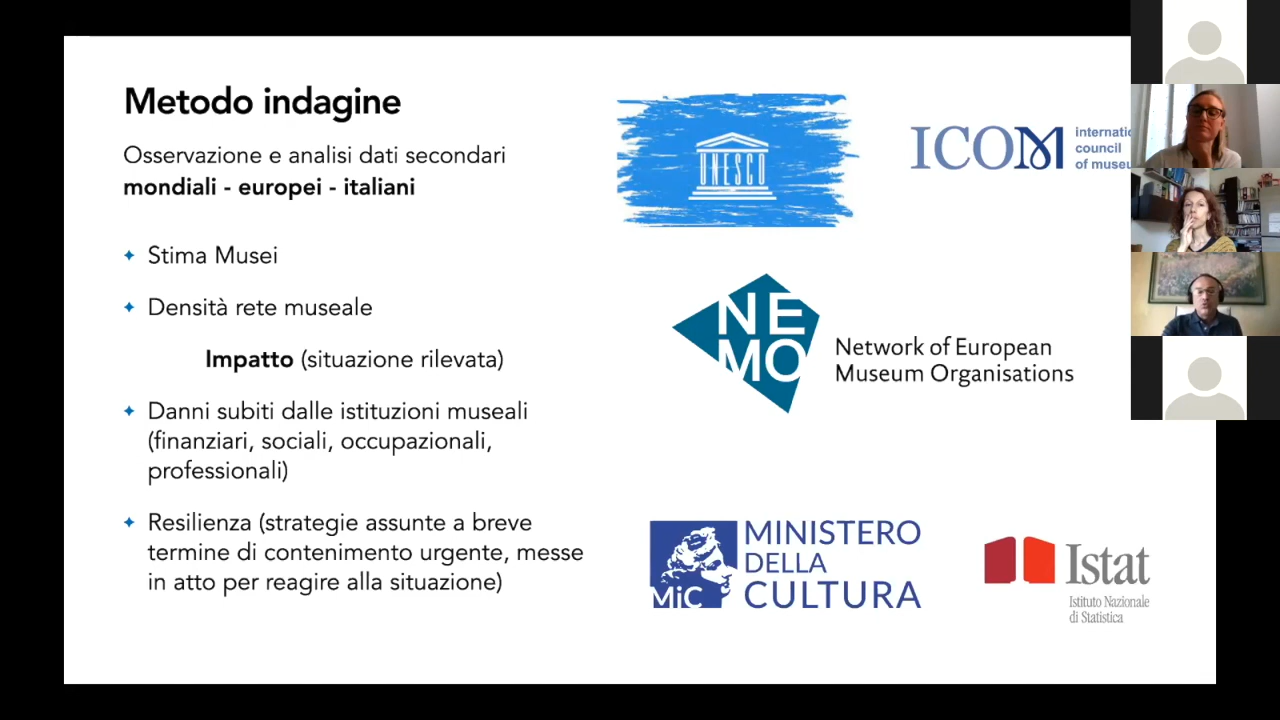 Metodo indagine
Osservazione e analisi dati secondari
mondiali - europei - italiani
✦ Stima Musei
✦ Densità rete museale
Impatto (situazione rilevata)
✦ Danni subiti dalle istituzioni museali
(finanziari, sociali, occupazionali,
professionali)
✦ Resilienza (strategie assunte a breve
termine di contenimento urgente, messe
in atto per reagire alla situazione)
UNESCO
ICOM
council
NE
MO
Network of European
Museum Organisations
MiC
MINISTERO
DELLA
CULTURA
Istat
Istituto Nazionale
di Statistica